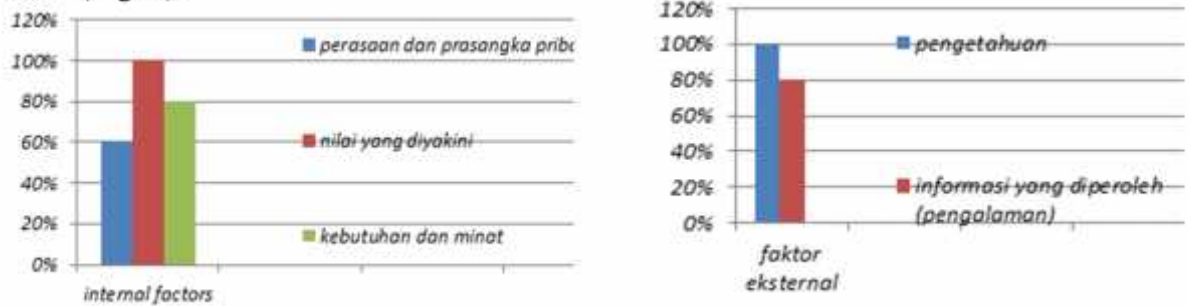 120%
100%
80%
60%
40%
20%
0%
perasaan dan prasangka
nilai yang diyakini
kebutuhan dan minat
internal factors
120%
100%
80%
60%
40%
20%
0%
pengetahuan
informasi yang diperoleh
(pengalaman)
faktor
eksternal